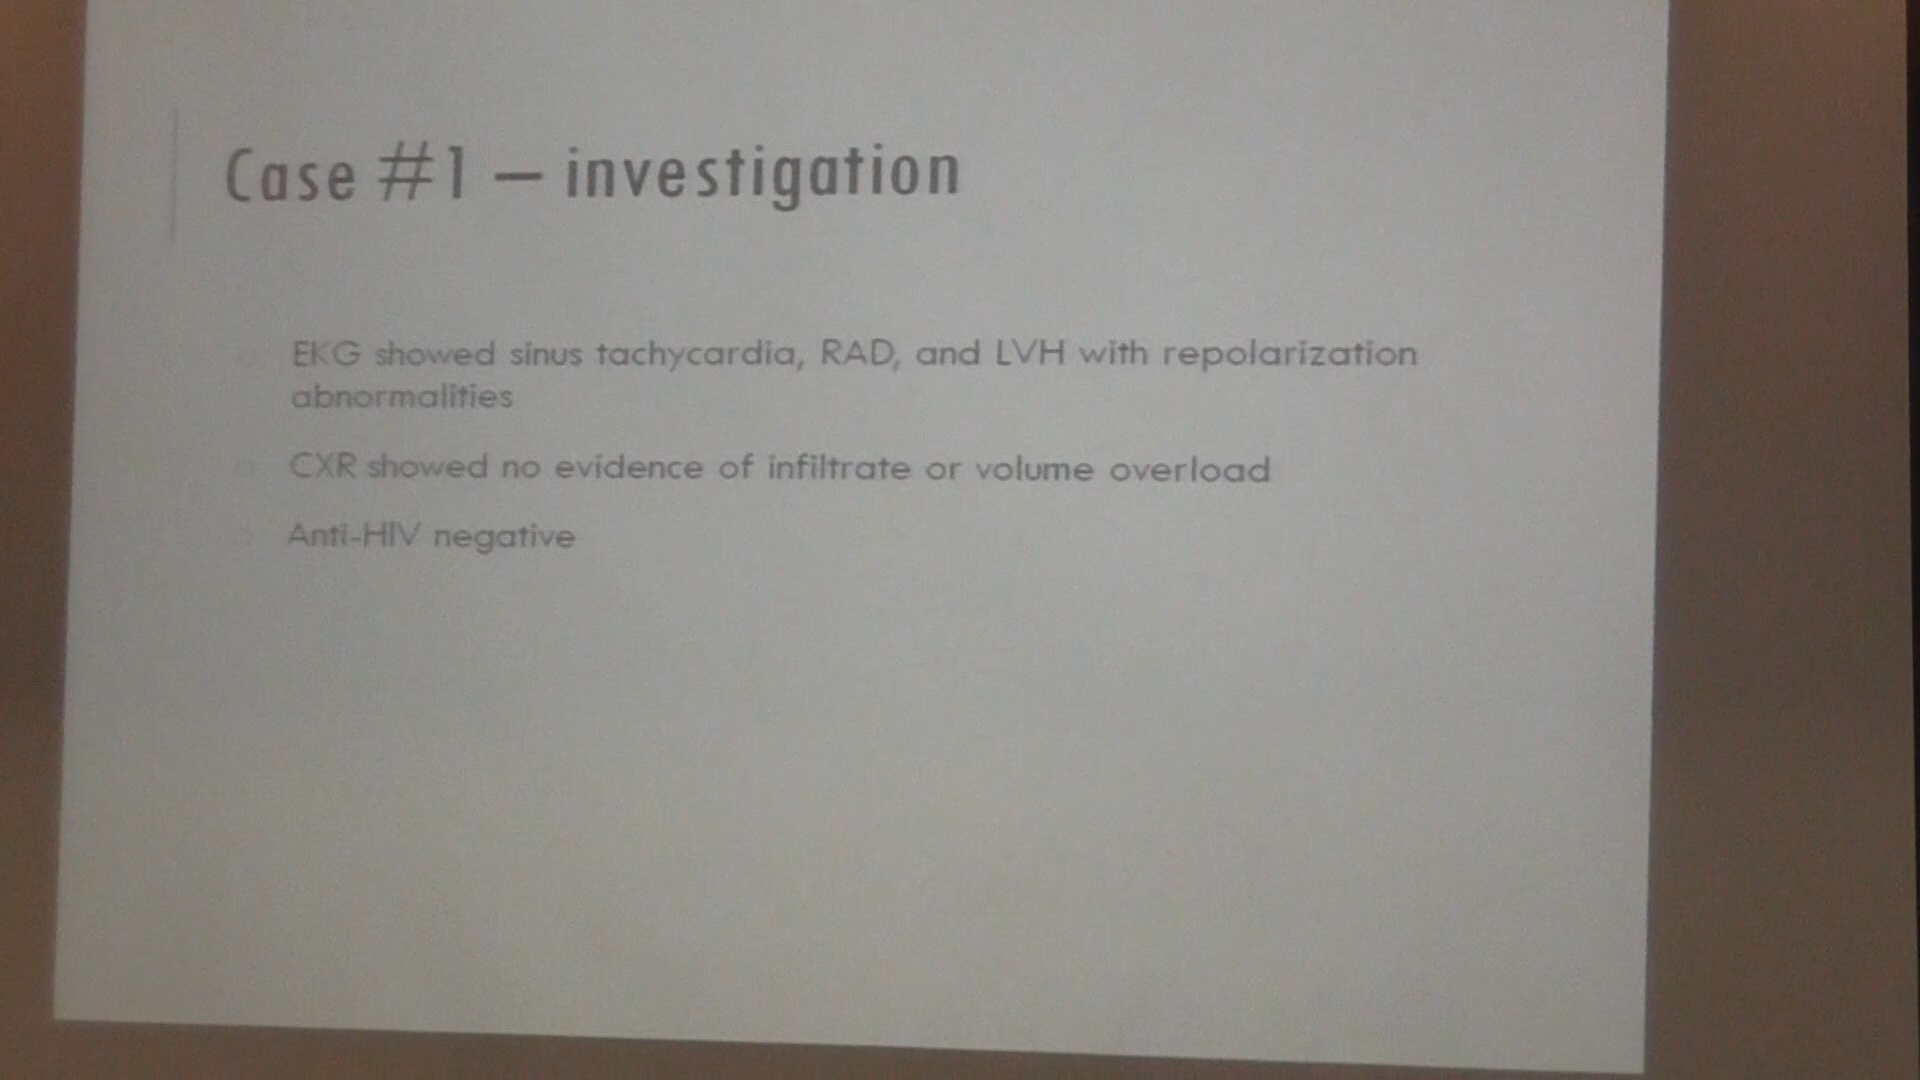 Case #1 – investigation
EKG showed sinus tachycardia, RAD, and LVH with repolarization
abnormalities
CXR showed no evidence of infiltrate or volume overload
Anti-HIV negative